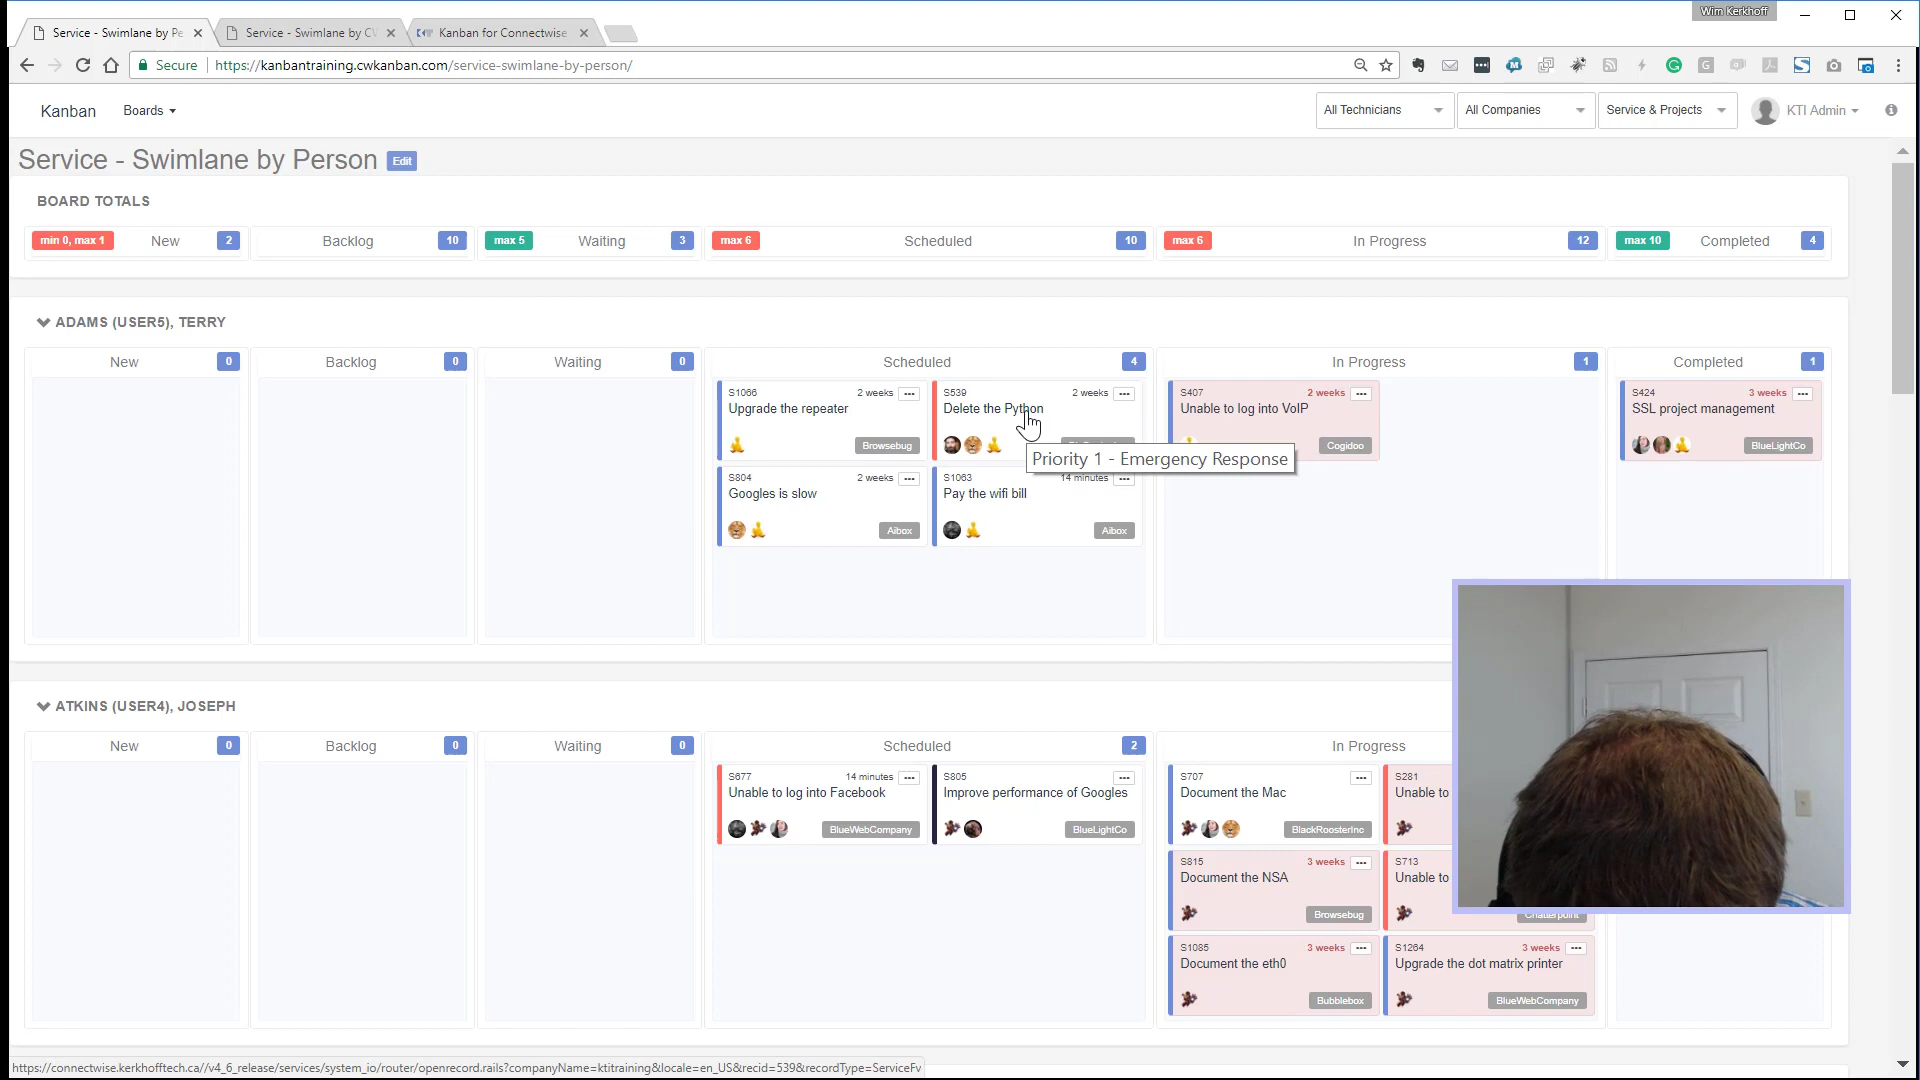 Wim Kerkhoff
Service - Swimlane by Pe
Service - Swimlane by C
Kanban for Connectwise
Secure
https://kanbantraining.cwkanban.com/service-swimlane-by-person/
Kanban
Boards
All Technicians
All Companies
Service & Projects
KTI Admin
Service - Swimlane by Person
Edit
BOARD TOTALS
min 0, max 1
New
2
Backlog
10
max 5
Waiting
3
max 6
Scheduled
10
max 6
In Progress
12
max 10
Completed
4
ADAMS (USER5), TERRY
New
0
Backlog
0
Waiting
0
Scheduled
4
In Progress
1
Completed
1
S1066
2 weeks
Upgrade the repeater
Browsebug
S539
2 weeks
Delete the Python
Priority 1 - Emergency Response
S407
2 weeks
Unable to log into VoIP
Cogidoo
S424
3 weeks
SSL project management
BlueLightCo
S804
2 weeks
Googles is slow
Aibox
S1063
14 minutes
Pay the wifi bill
Aibox
ATKINS (USER4), JOSEPH
New
0
Backlog
0
Waiting
0
Scheduled
2
In Progress
S677
14 minutes
Unable to log into Facebook
BlueWebCompany
S805
Improve performance of Googles
BlueLightCo
S707
Document the Mac
BlackRoosterInc
S281
Unable to
S815
3 weeks
Document the NSA
Browsebug
S713
Unable to
Chatterpoint
S1085
3 weeks
Document the eth0
Bubblebox
S1264
3 weeks
Upgrade the dot matrix printer
BlueWebCompany
https://connectwise.kerkhofftech.ca//v4_6_release/services/system_io/router/openrecord.rails?companyName=ktitraining&locale=en_US&recid=539&recordType=ServiceFv